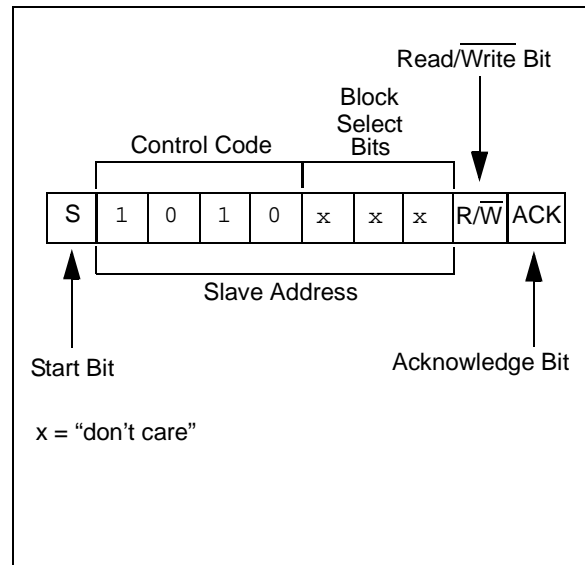 Read/Write Bit
Block
Select
Bits
Control Code
S 1 0 1 0 x x x R/W ACK
Slave Address
Start Bit
Acknowledge Bit
x = “don’t care”